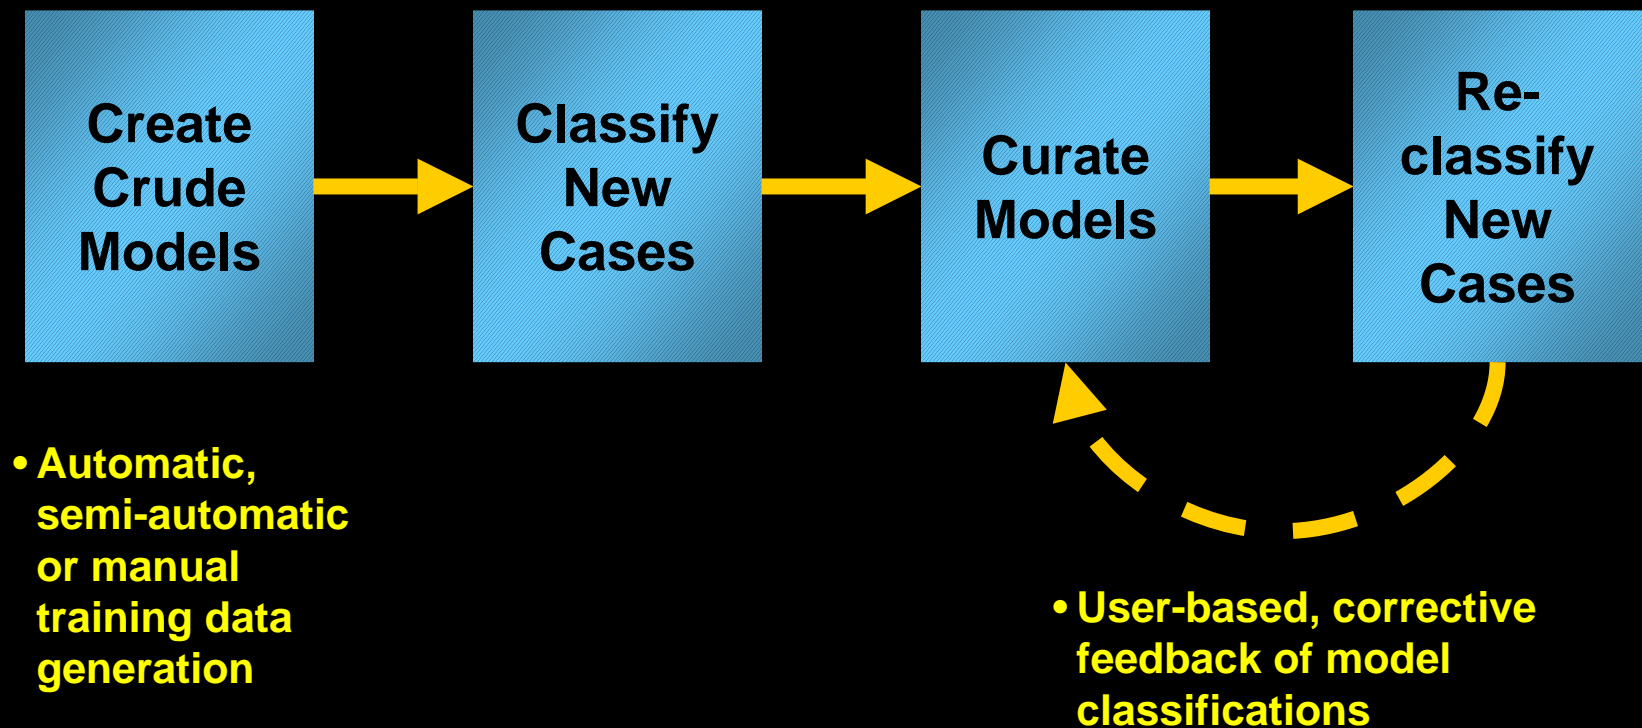 Create
Crude
Models
Classify
New
Cases
Curate
Models
Re-
classify
New
Cases
• Automatic,
semi-automatic
or manual
training data
generation
• User-based, corrective
feedback of model
classifications